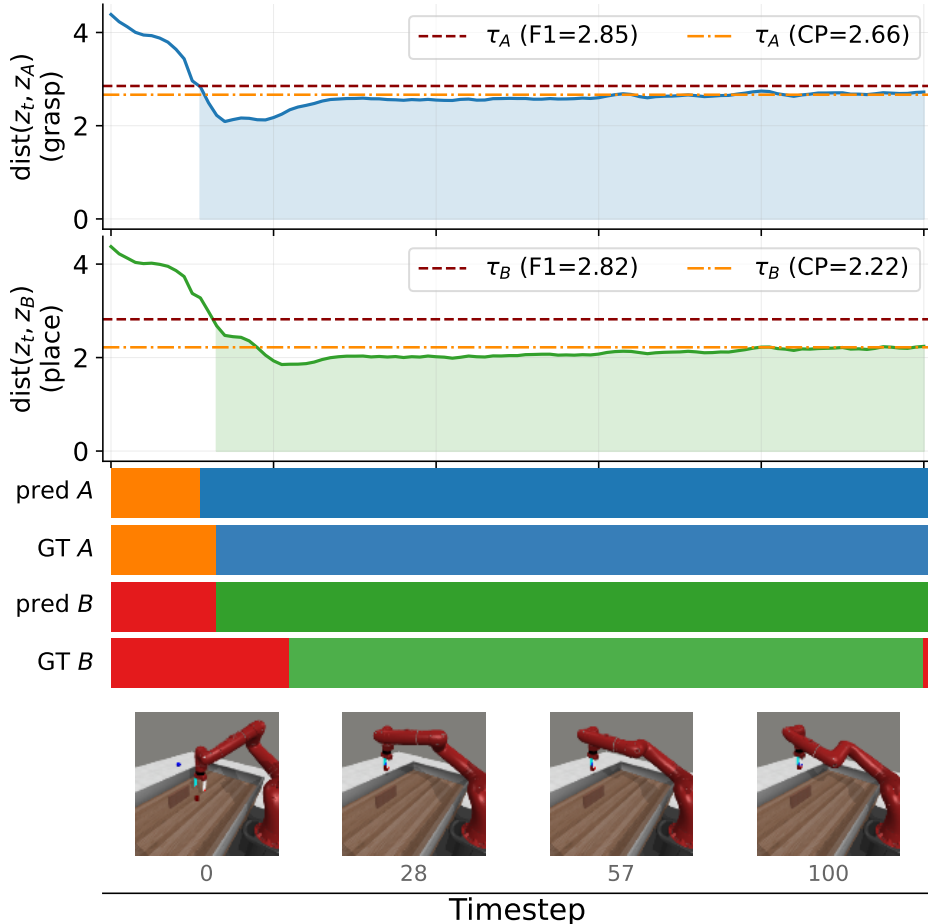 dist(z_t, z_A)
(grasp)
4
2
0
τ_A (F1=2.85) τ_A (CP=2.66)
dist(z_t, z_B)
(place)
4
2
0
τ_B (F1=2.82) τ_B (CP=2.22)
pred A
GT A
pred B
GT B
0 28 57 100
Timestep